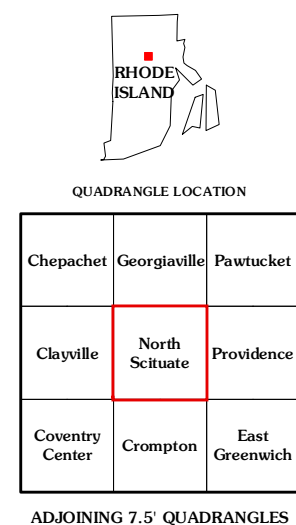 RHODE
ISLAND
QUADRANGLE LOCATION
Chepachet Georgiaville Pawtucket
Clayville North Scituate Providence
Coventry Center Crompton East Greenwich
ADJOINING 7.5' QUADRANGLES